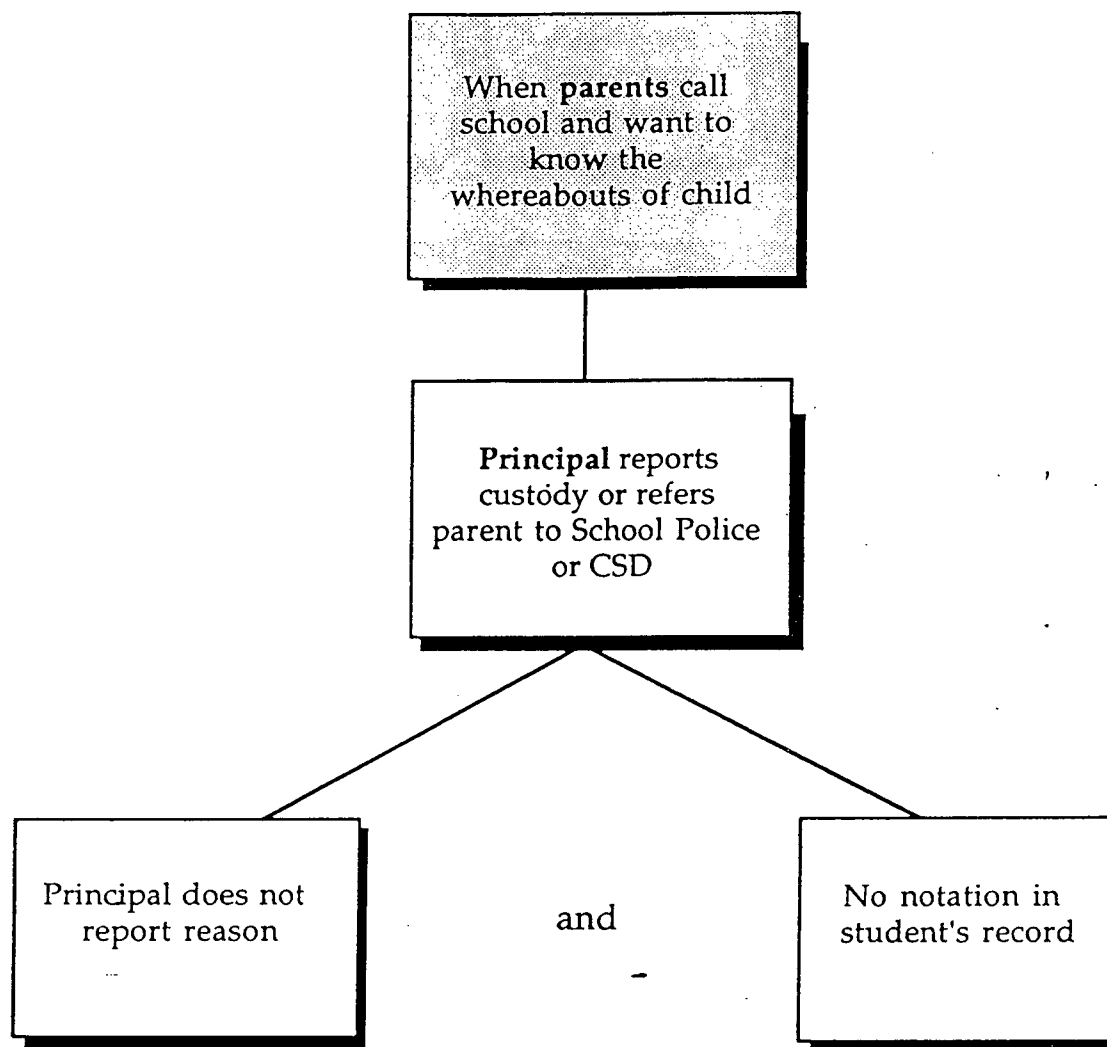 When parents call
school and want to
know the
whereabouts of child
Principal reports
custody or refers
parent to School Police
or CSD
Principal does not
report reason
and
No notation in
student's record